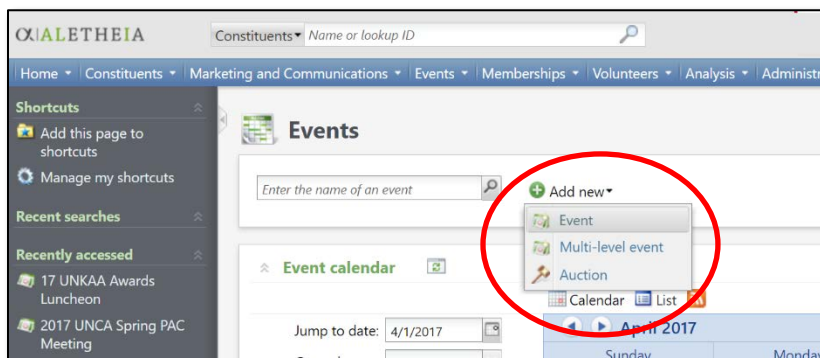 α|ALETHEIA
Constituents Name or lookup ID
Home Constituents Marketing and Communications Events Memberships Volunteers Analysis
Shortcuts
Add this page to
shortcuts
Manage my shortcuts
Recent searches
Recently accessed
17 UNKAA Awards
Luncheon
2017 UNCA Spring PAC
Meeting
Events
Enter the name of an event
Add new
Event
Multi-level event
Auction
Event calendar
Calendar List
Jump to date: 4/1/2017
April 2017
Sunday Monday